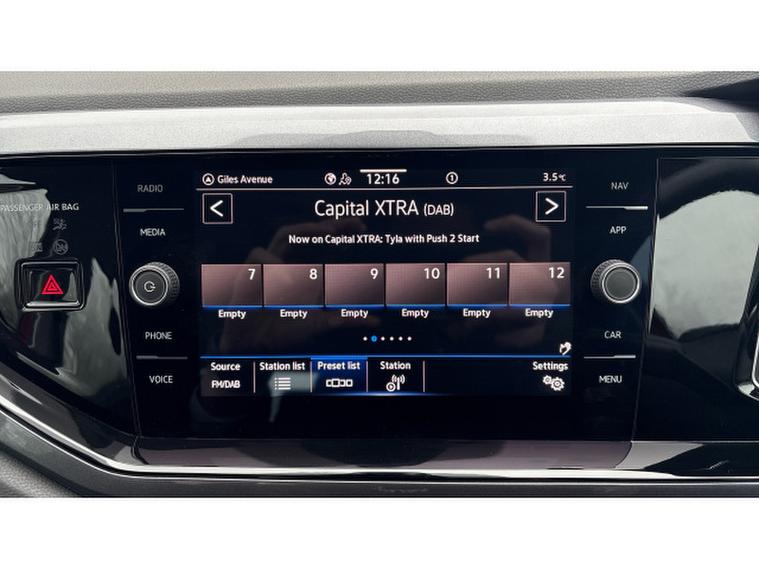 RADIO
MEDIA
PHONE
VOICE
PASSENGER AIR BAG
Giles Avenue
12:16
1
3.5°C
Capital XTRA (DAB)
Now on Capital XTRA: Tyla with Push 2 Start
7 8 9 10 11 12
Empty Empty Empty Empty Empty Empty
Source Station list Preset list Station Settings
FM/DAB
NAV
APP
CAR
MENU